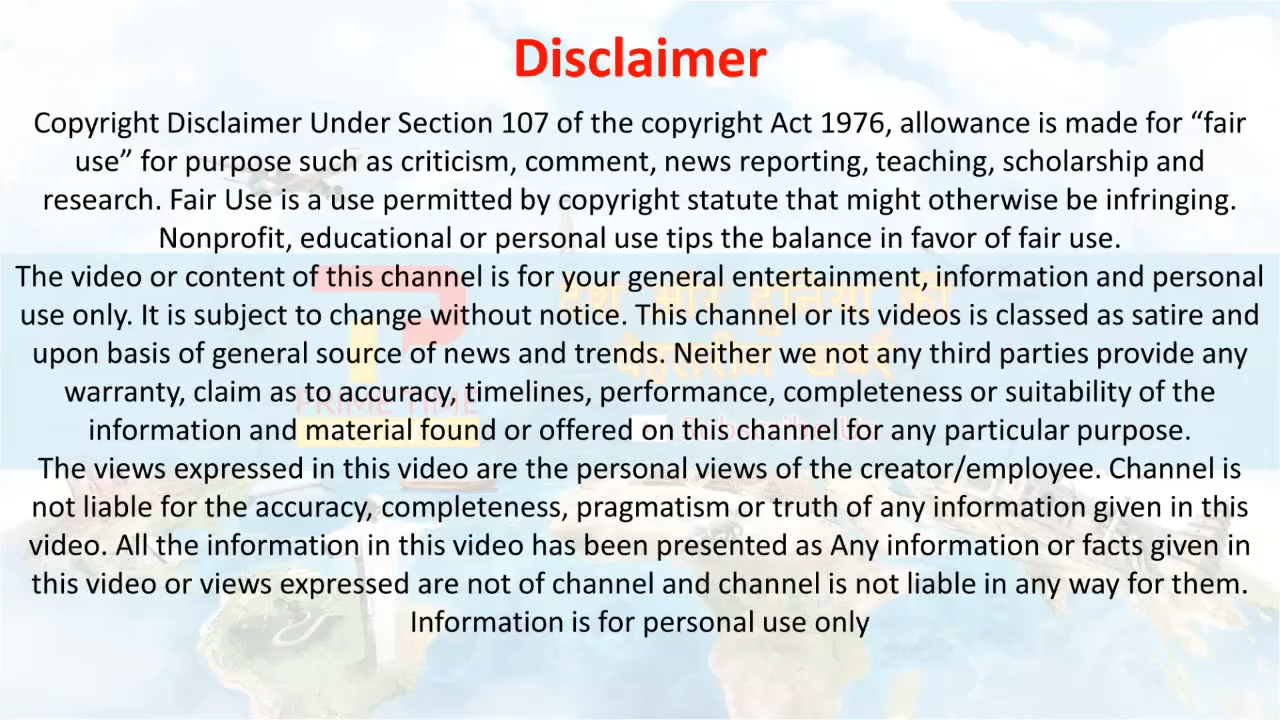 Disclaimer
Copyright Disclaimer Under Section 107 of the copyright Act 1976, allowance is made for “fair
use” for purpose such as criticism, comment, news reporting, teaching, scholarship and
research. Fair Use is a use permitted by copyright statute that might otherwise be infringing.
Nonprofit, educational or personal use tips the balance in favor of fair use.
The video or content of this channel is for your general entertainment, information and personal
use only. It is subject to change without notice. This channel or its videos is classed as satire and
upon basis of general source of news and trends. Neither we not any third parties provide any
warranty, claim as to accuracy, timelines, performance, completeness or suitability of the
information and material found or offered on this channel for any particular purpose.
The views expressed in this video are the personal views of the creator/employee. Channel is
not liable for the accuracy, completeness, pragmatism or truth of any information given in this
video. All the information in this video has been presented as Any information or facts given in
this video or views expressed are not of channel and channel is not liable in any way for them.
Information is for personal use only
देश और दुनिया की
बेहतरीन खबरें
PRIME TIME
Subscribe Us